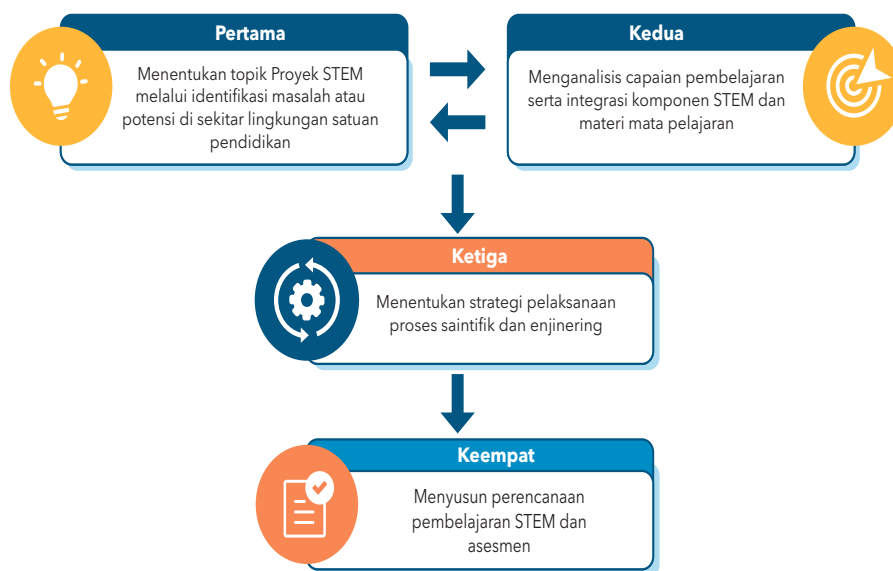 Pertama
Menentukan topik Proyek STEM
melalui identifikasi masalah atau
potensi di sekitar lingkungan satuan
pendidikan
Kedua
Menganalisis capaian pembelajaran
serta integrasi komponen STEM dan
materi mata pelajaran
Ketiga
Menentukan strategi pelaksanaan
proses saintifik dan enjinering
Keempat
Menyusun perencanaan
pembelajaran STEM dan
asesmen